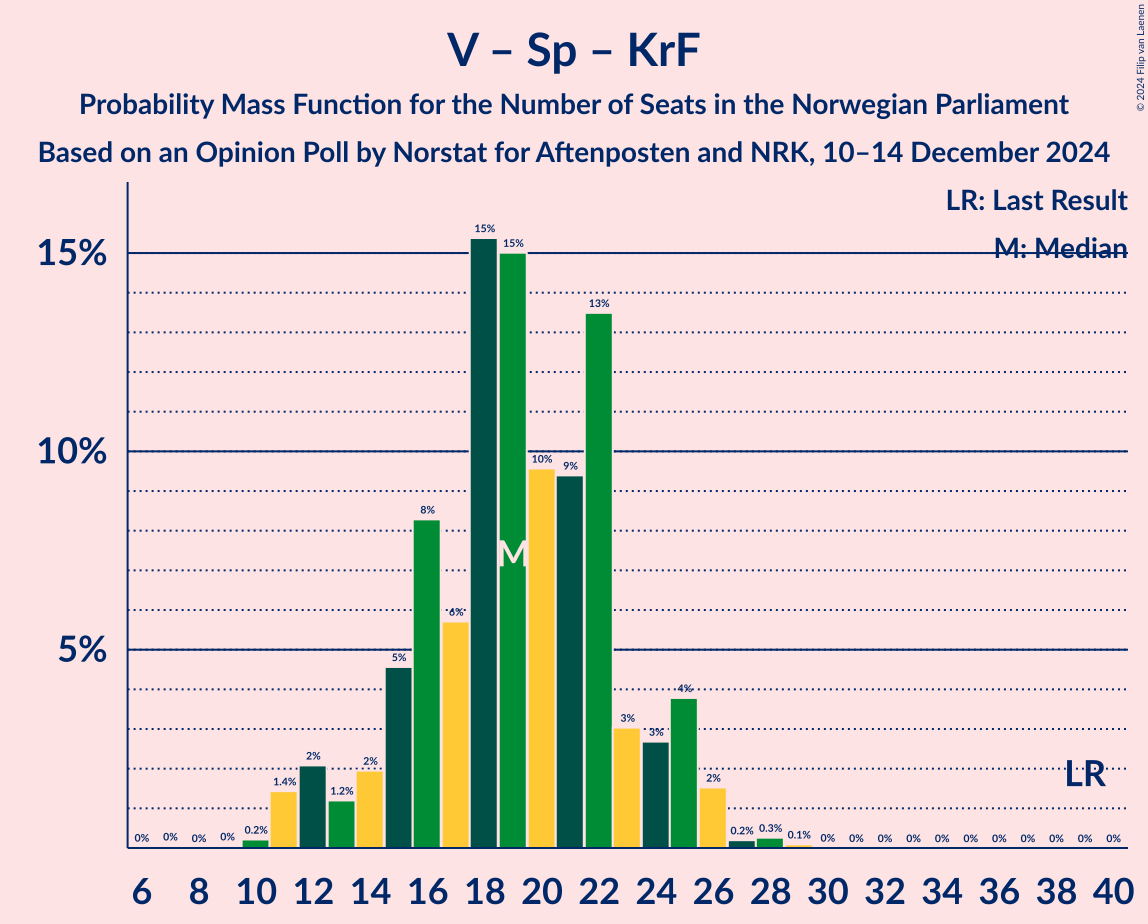 V – Sp – KrF
Probability Mass Function for the Number of Seats in the Norwegian Parliament
Based on an Opinion Poll by Norstat for Aftenposten and NRK, 10–14 December 2024
© 2024 Filip van Laenen
LR: Last Result
M: Median
15%
10%
5%
0% 0% 0% 0% 0.2% 1.4% 2% 1.2% 2% 5% 8% 6% 15% 15% 10% 9% 13% 3% 3% 4% 2% 0.2% 0.3% 0.1% 0% 0% 0% 0% 0% 0% 0% 0% 0% 0% 0%
M
LR
6 8 10 12 14 16 18 20 22 24 26 28 30 32 34 36 38 40